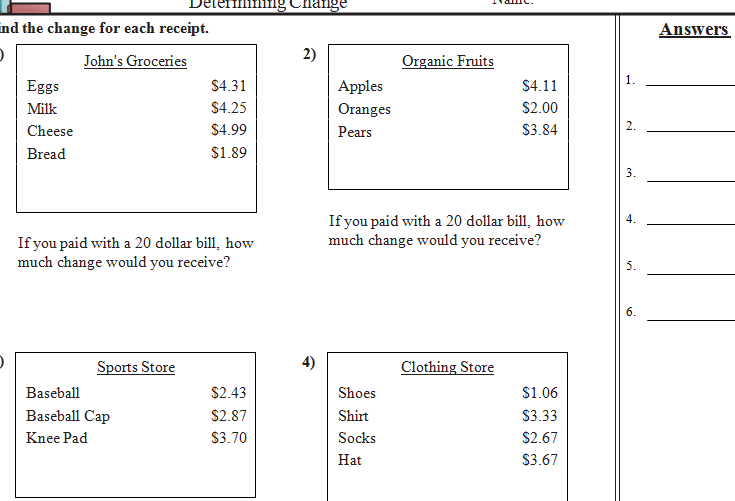 Determining Change
Name:
ind the change for each receipt.
Answers
)
John's Groceries
Eggs $4.31
Milk $4.25
Cheese $4.99
Bread $1.89
If you paid with a 20 dollar bill, how
much change would you receive?
2)
Organic Fruits
Apples $4.11
Oranges $2.00
Pears $3.84
If you paid with a 20 dollar bill, how
much change would you receive?
)
Sports Store
Baseball $2.43
Baseball Cap $2.87
Knee Pad $3.70
4)
Clothing Store
Shoes $1.06
Shirt $3.33
Socks $2.67
Hat $3.67
1.
2.
3.
4.
5.
6.